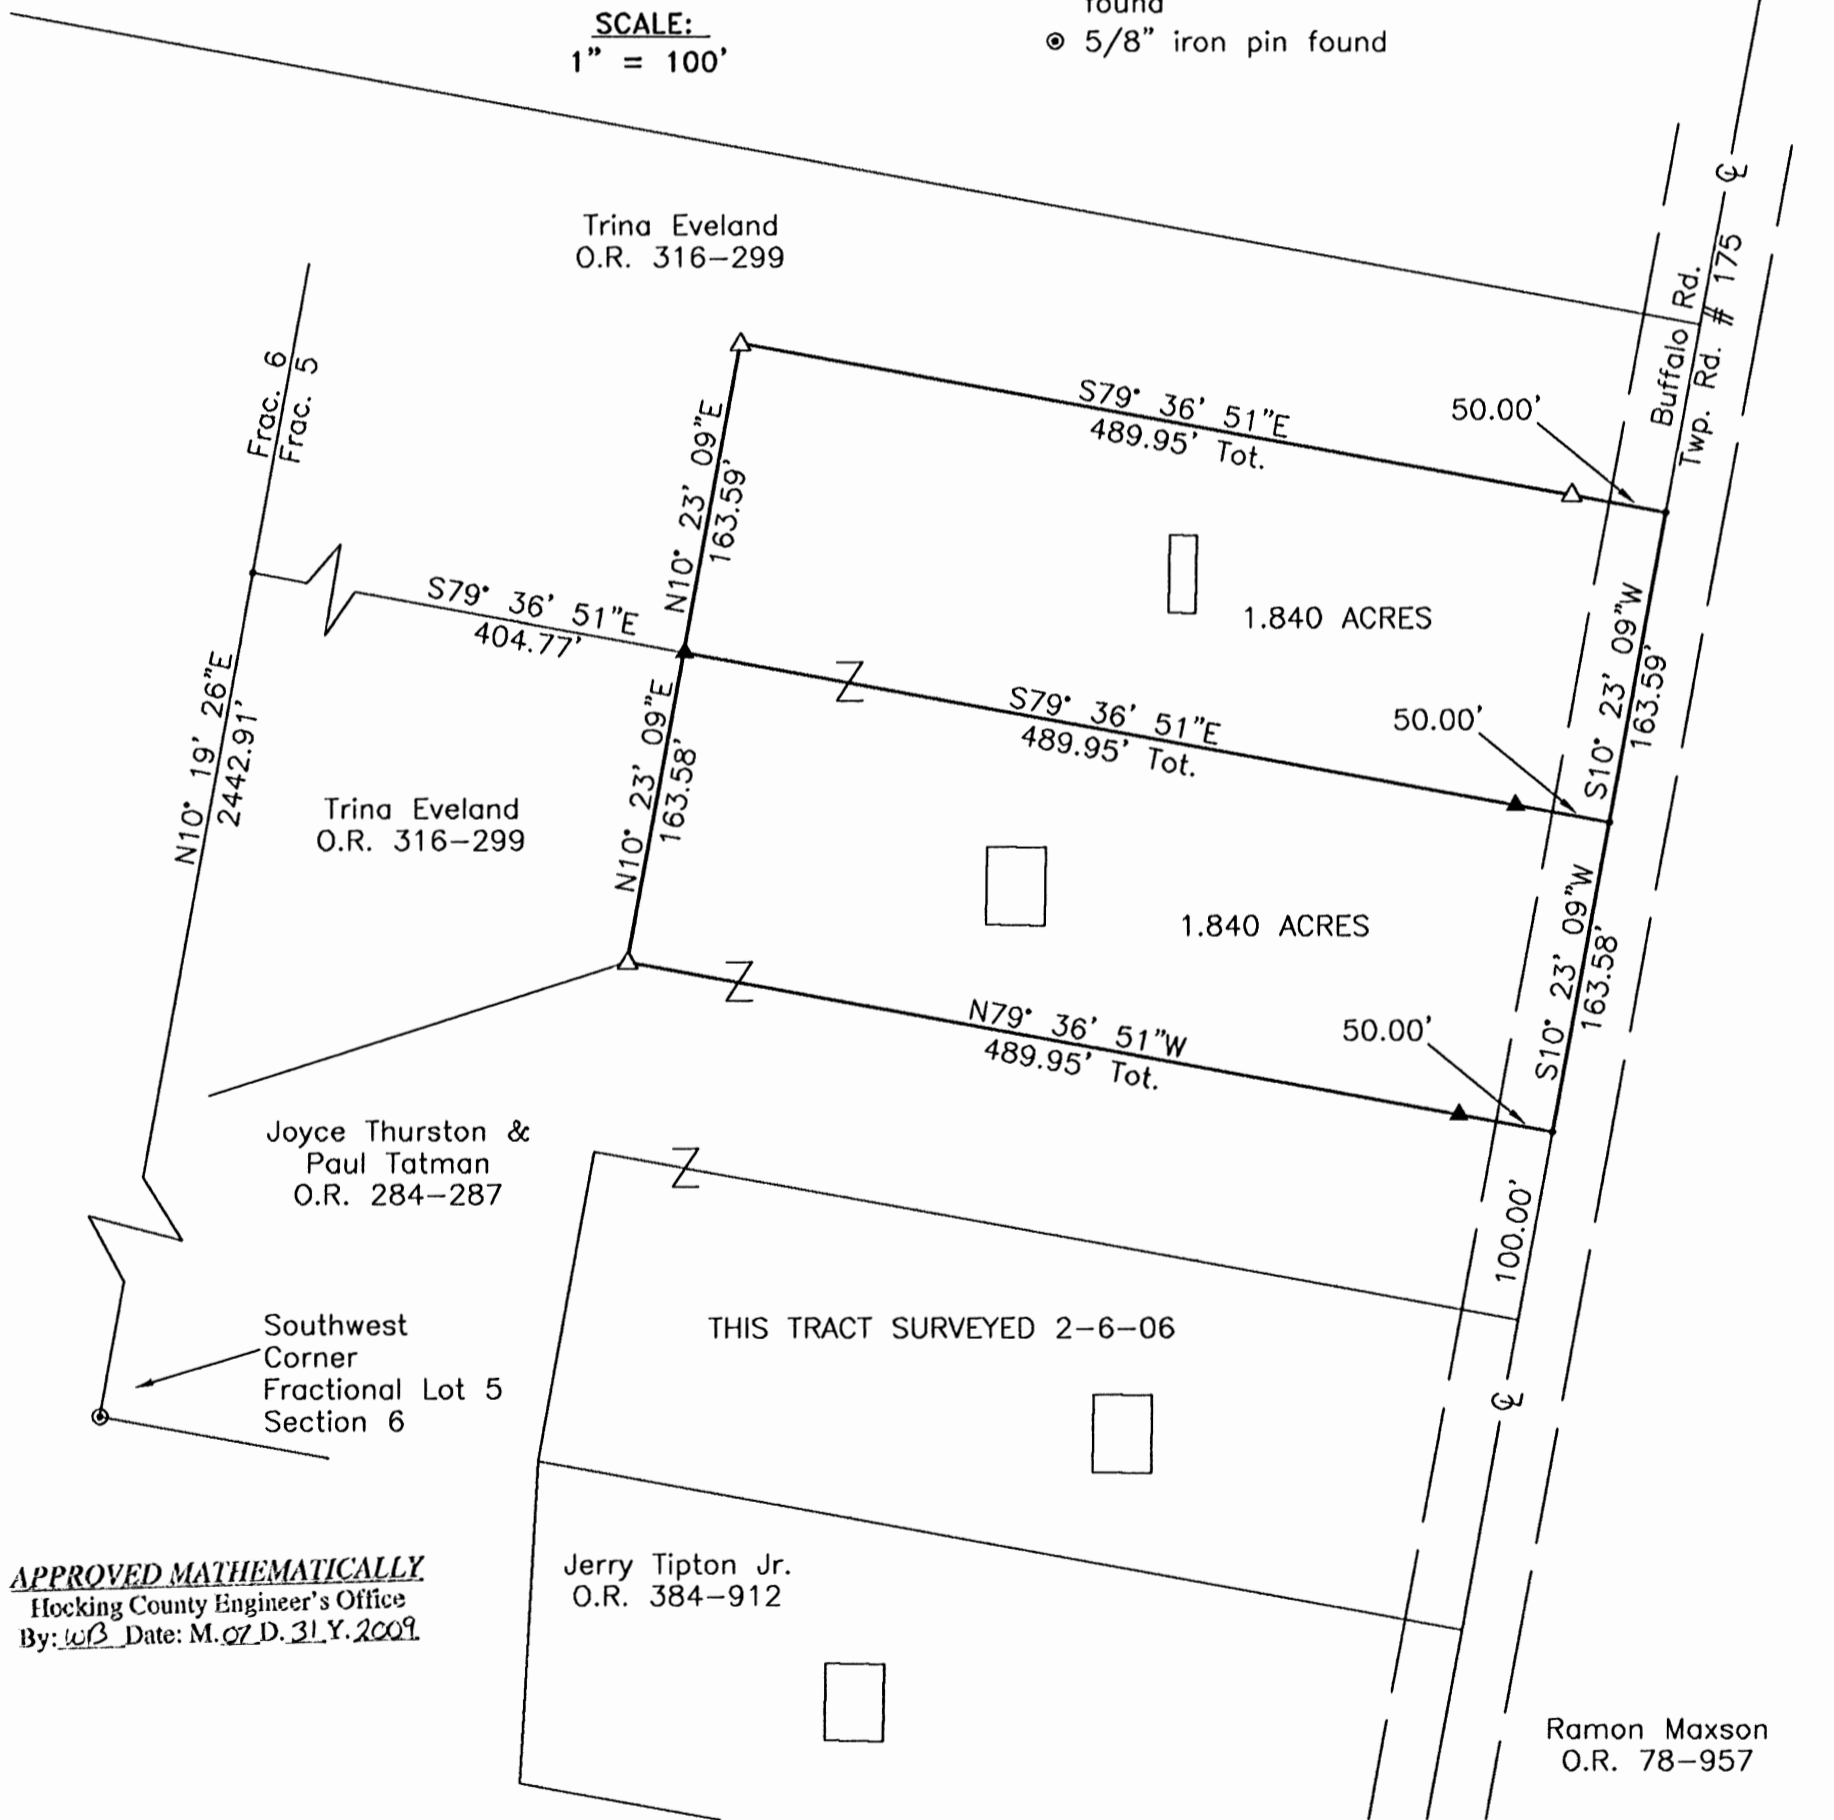 SCALE:
1" = 100'
found
5/8" iron pin found
Trina Eveland
O.R. 316-299
Frac. 6
Frac. 5
Buffalo Rd.
Twp. Rd. # 175
S79° 36' 51"E
489.95' Tot.
50.00'
N10° 23' 09"E
163.59'
1.840 ACRES
S10° 23' 09"W
163.59'
S79° 36' 51"E
404.77'
S79° 36' 51"E
489.95' Tot.
50.00'
N10° 19' 26"E
2442.91'
Trina Eveland
O.R. 316-299
N10° 23' 09"E
163.58'
1.840 ACRES
S10° 23' 09"W
163.58'
N79° 36' 51"W
489.95' Tot.
50.00'
Joyce Thurston &
Paul Tatman
O.R. 284-287
100.00'
THIS TRACT SURVEYED 2-6-06
Southwest
Corner
Fractional Lot 5
Section 6
APPROVED MATHEMATICALLY
Hocking County Engineer's Office
By: WB Date: M. 07 D. 31 Y. 2009
Jerry Tipton Jr.
O.R. 384-912
Ramon Maxson
O.R. 78-957